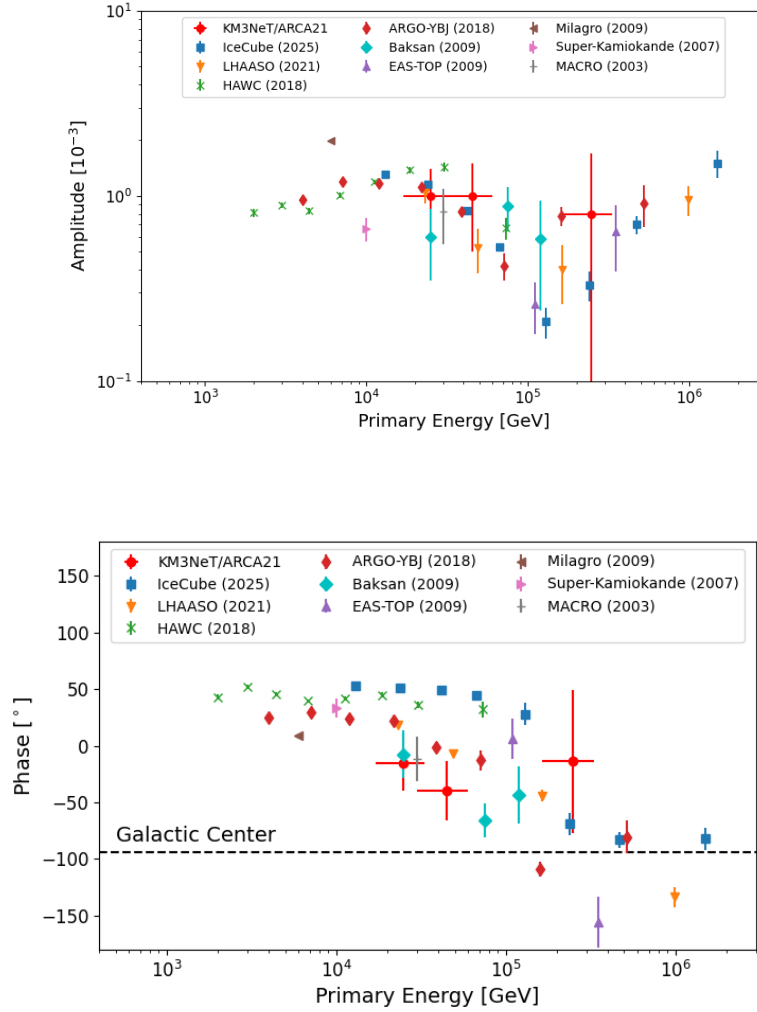 10^1
10^0
10^-1
Amplitude [10^-3]
KM3NeT/ARCA21
IceCube (2025)
LHAASO (2021)
HAWC (2018)
ARGO-YBJ (2018)
Baksan (2009)
EAS-TOP (2009)
Milagro (2009)
Super-Kamiokande (2007)
MACRO (2003)
10^3 10^4 10^5 10^6
Primary Energy [GeV]
150
100
50
0
−50
−100
−150
Phase [°]
KM3NeT/ARCA21
IceCube (2025)
LHAASO (2021)
HAWC (2018)
ARGO-YBJ (2018)
Baksan (2009)
EAS-TOP (2009)
Milagro (2009)
Super-Kamiokande (2007)
MACRO (2003)
Galactic Center
10^3 10^4 10^5 10^6
Primary Energy [GeV]